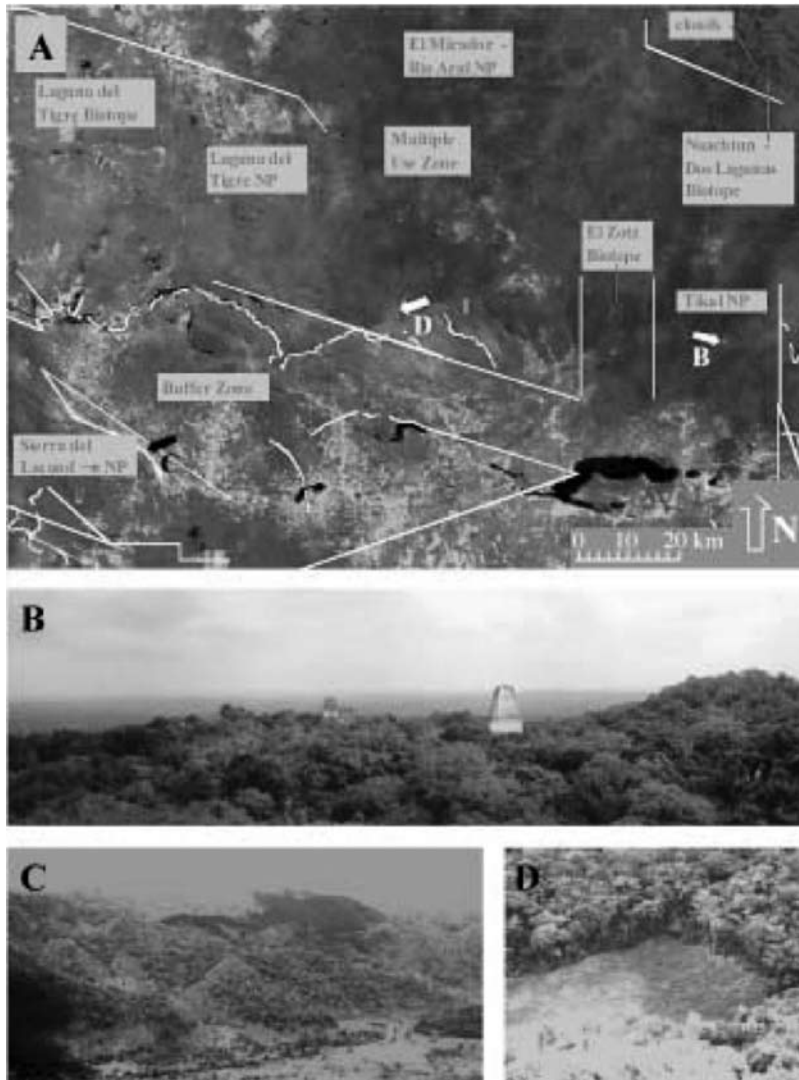 A
El Mirador -
Rio Azul NP
clouds
Laguna del
Tigre Biotope
Laguna del
Tigre NP
Multiple
Use Zone
Naachtun
Dos Lagunas
Biotope
El Zotz
Biotope
Tikal NP
D
B
Buffer Zone
Sierra del
NP
C
N
0 10 20 km
B
C
D